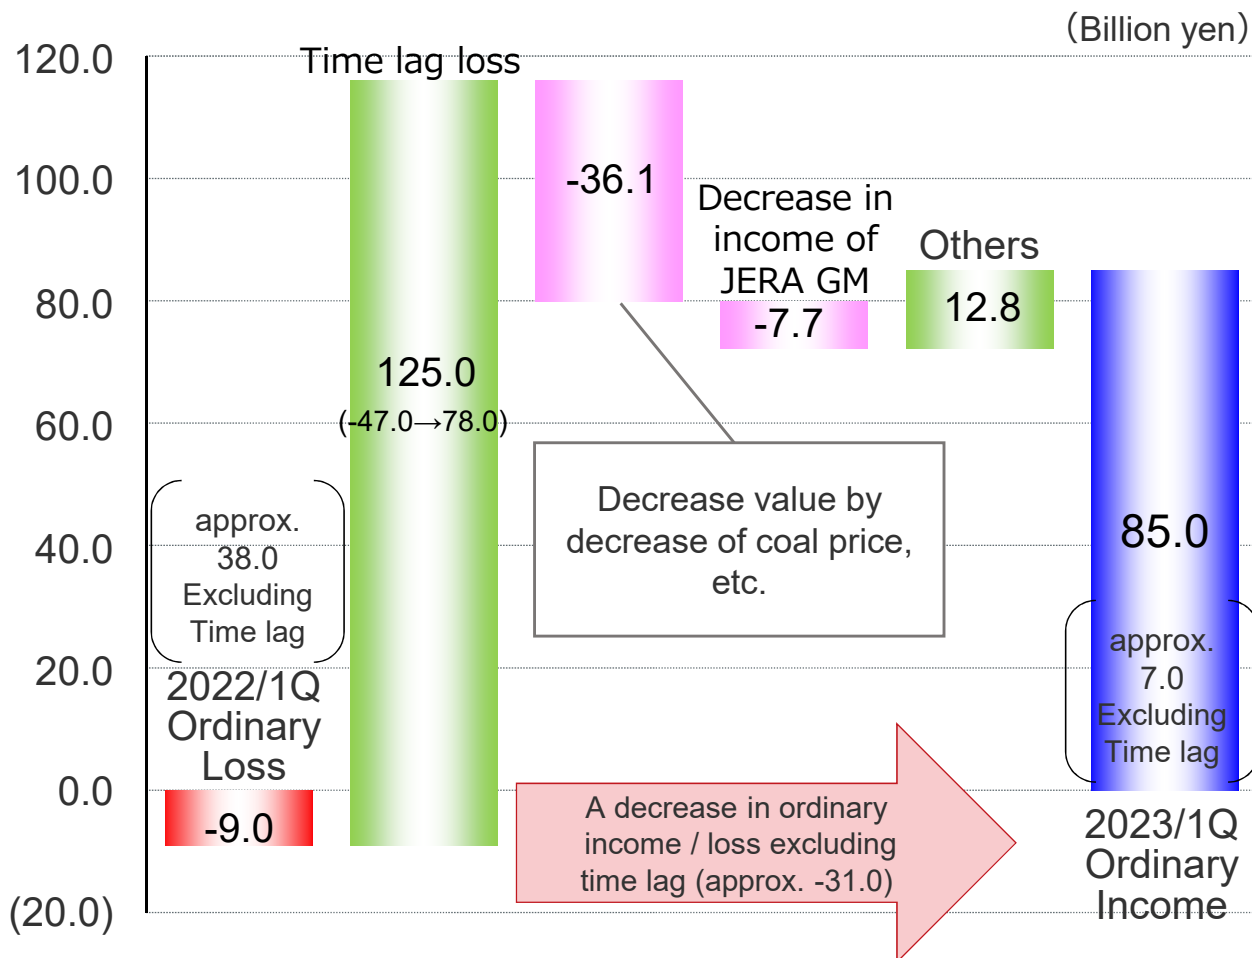 （Billion yen）
120.0
100.0
80.0
60.0
40.0
20.0
0.0
(20.0)
Time lag loss
125.0
(-47.0→78.0)
-36.1
Decrease in
income of
JERA GM
-7.7
Others
12.8
Decrease value by
decrease of coal price,
etc.
approx.
38.0
Excluding
Time lag
2022/1Q
Ordinary
Loss
-9.0
A decrease in ordinary
income / loss excluding
time lag (approx. -31.0)
85.0
approx.
7.0
Excluding
Time lag
2023/1Q
Ordinary
Income